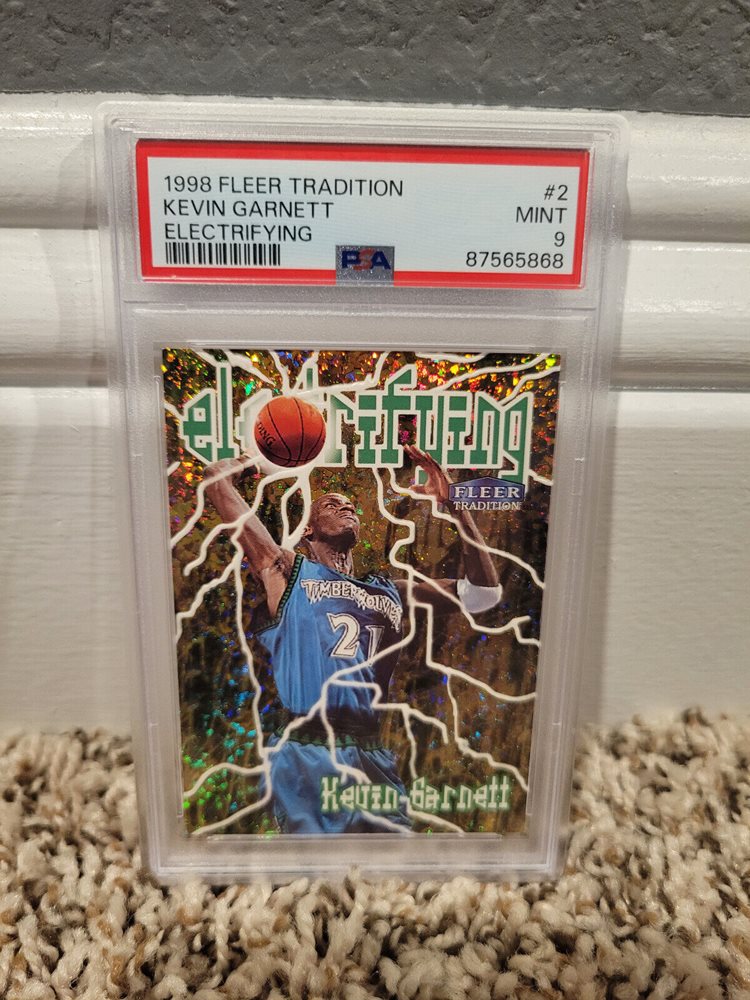 1998 FLEER TRADITION #2
KEVIN GARNETT MINT
ELECTRIFYING 9
PSA 87565868
electrifying
FLEER
TRADITION
TIMBERWOLVES
21
Kevin Garnett